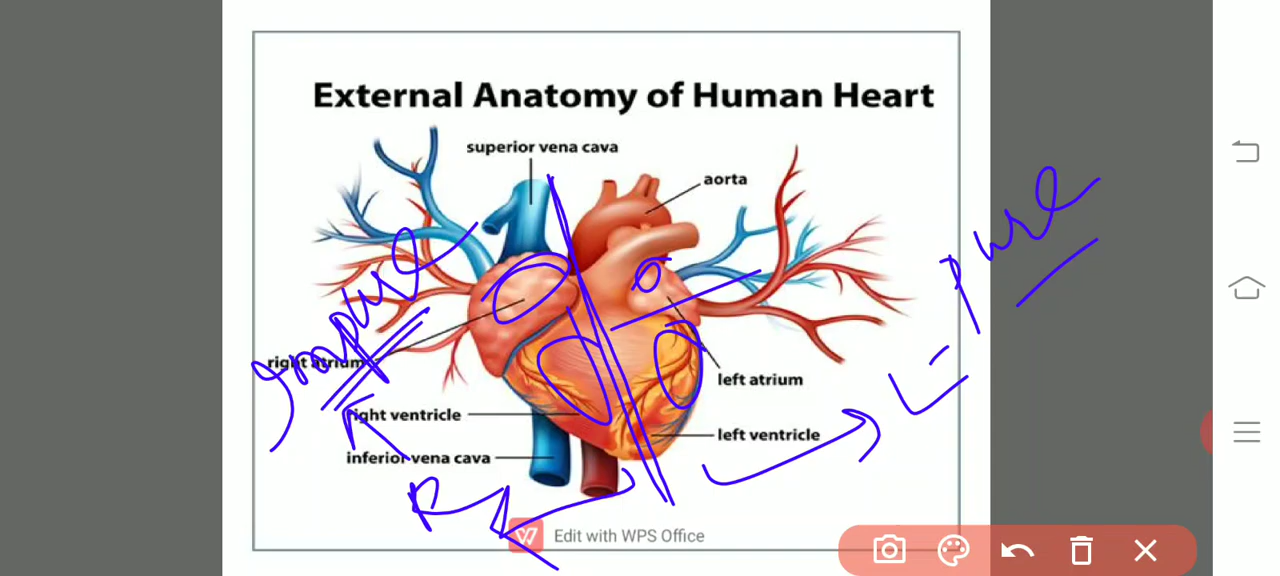 External Anatomy of Human Heart
superior vena cava
aorta
pure
Impure
right atrium
left atrium
L-
right ventricle
left ventricle
inferior vena cava
R
Edit with WPS Office